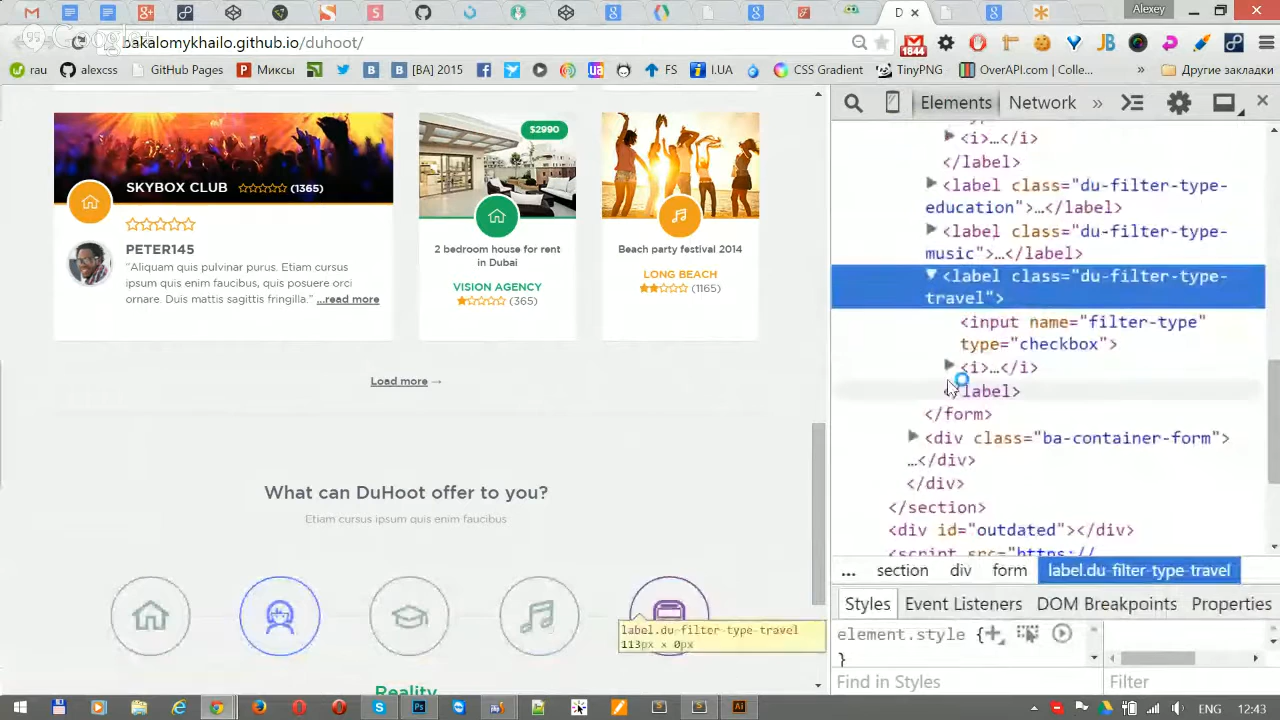 D ×
Alexey
bakalomykhailo.github.io/duhoot/
1844
JB
rau
alexcss
GitHub Pages
Миксы
[BA] 2015
FS
LUA
CSS Gradient
TinyPNG
OverAPI.com | Colle...
»
Другие закладки
SKYBOX CLUB (1365)
PETER145
"Aliquam quis pulvinar purus. Etiam cursus
ipsum quis enim faucibus, quis posuere orci
ornare. Duis mattis sagittis fringilla." ...read more
$2990
2 bedroom house for rent
in Dubai
VISION AGENCY
(365)
Beach party festival 2014
LONG BEACH
(1165)
Load more →
What can DuHoot offer to you?
Etiam cursus ipsum quis enim faucibus
label.du-filter-type-travel
113px × 0px
Reality
Elements Network »
<i>…</i>
</label>
<label class="du-filter-type-
education">…</label>
<label class="du-filter-type-
music">…</label>
<label class="du-filter-type-
travel">
<input name="filter-type"
type="checkbox">
<i>…</i>
label>
</form>
<div class="ba-container-form">
…</div>
</div>
</section>
<div id="outdated"></div>
<script src="https://
... section div form label.du-filter-type-travel
Styles Event Listeners DOM Breakpoints Properties
element.style {
}
Find in Styles
Filter
ENG 12:43